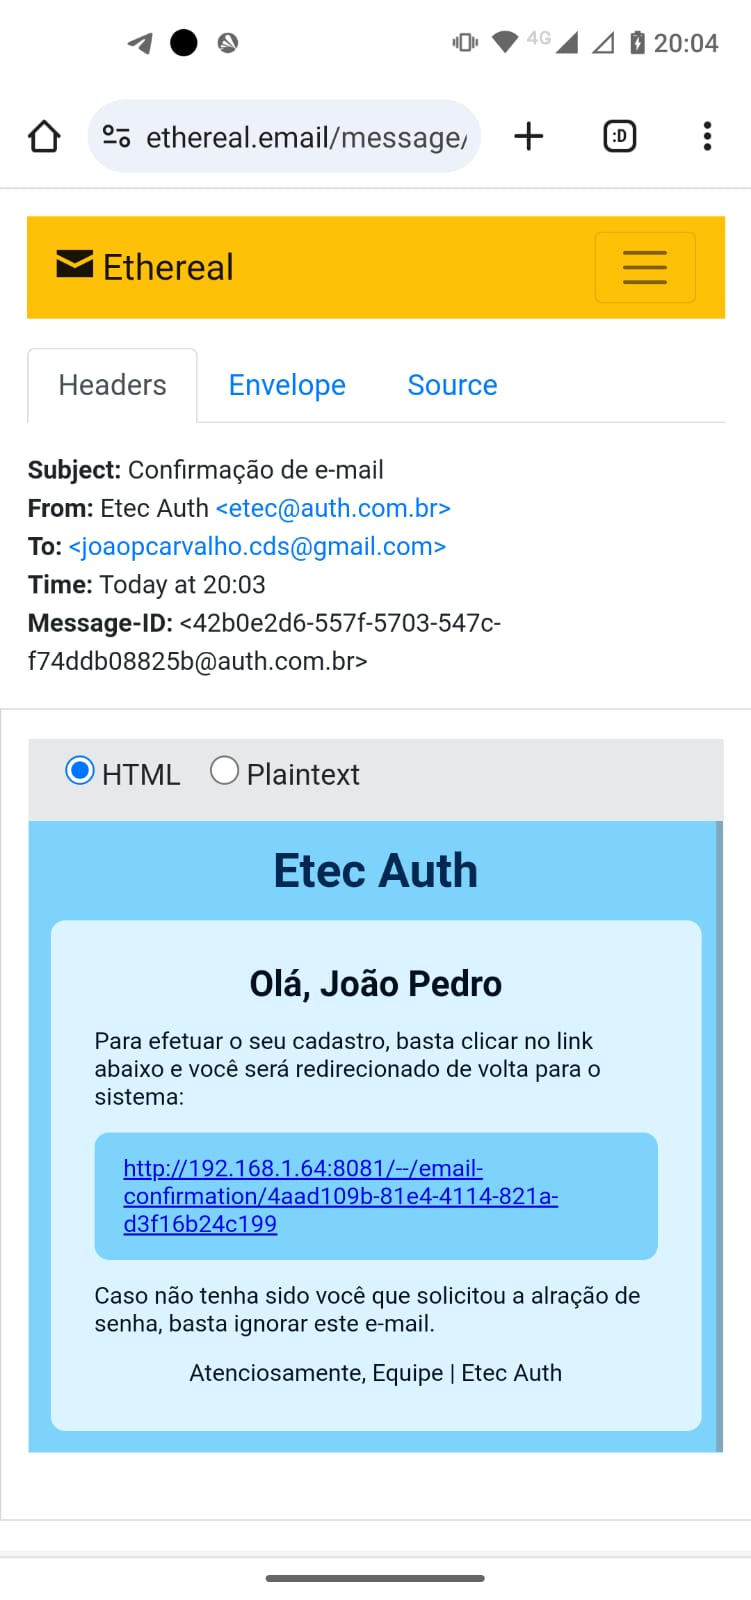 4G
20:04
ethereal.email/message/
:D
Ethereal
Headers
Envelope
Source
Subject: Confirmação de e-mail
From: Etec Auth <etec@auth.com.br>
To: <joaopcarvalho.cds@gmail.com>
Time: Today at 20:03
Message-ID: <42b0e2d6-557f-5703-547c-
f74ddb08825b@auth.com.br>
HTML
Plaintext
Etec Auth
Olá, João Pedro
Para efetuar o seu cadastro, basta clicar no link
abaixo e você será redirecionado de volta para o
sistema:
http://192.168.1.64:8081/--/email-
confirmation/4aad109b-81e4-4114-821a-
d3f16b24c199
Caso não tenha sido você que solicitou a alração de
senha, basta ignorar este e-mail.
Atenciosamente, Equipe | Etec Auth